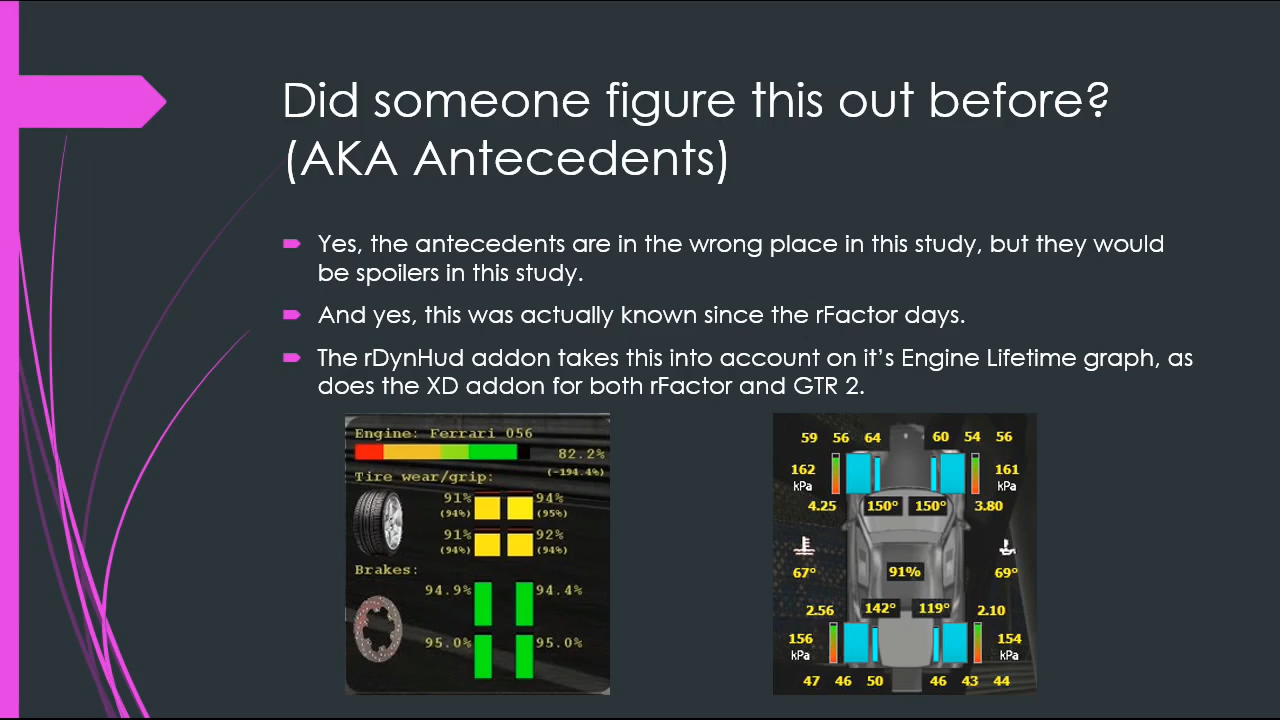 Did someone figure this out before?
(AKA Antecedents)
Yes, the antecedents are in the wrong place in this study, but they would
be spoilers in this study.
And yes, this was actually known since the rFactor days.
The rDynHud addon takes this into account on it’s Engine Lifetime graph, as
does the XD addon for both rFactor and GTR 2.
Engine: Ferrari 056
82.2%
(-194.4%)
Tire wear/grip:
91% 94%
(94%) (95%)
91% 92%
(94%) (94%)
Brakes:
94.9% 94.4%
95.0% 95.0%
59 56 64 60 54 56
162 161
kPa kPa
4.25 150° 150° 3.80
67° 91% 69°
2.56 142° 119° 2.10
156 154
kPa kPa
47 46 50 46 43 44